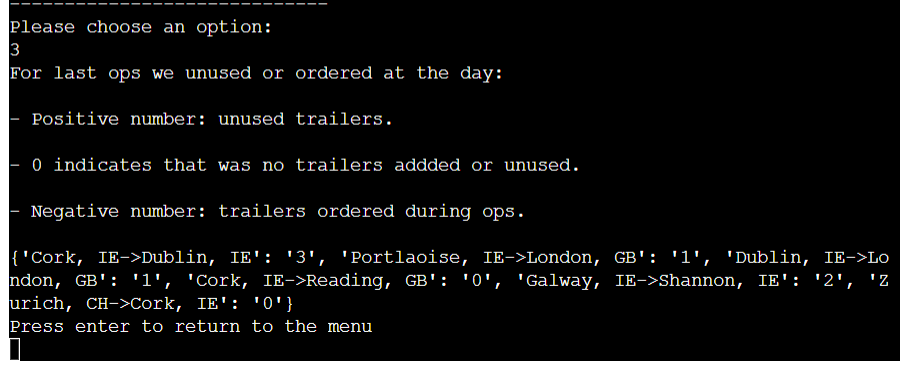 -----------------------------
Please choose an option:
3
For last ops we unused or ordered at the day:
- Positive number: unused trailers.
- 0 indicates that was no trailers addded or unused.
- Negative number: trailers ordered during ops.
{'Cork, IE->Dublin, IE': '3', 'Portlaoise, IE->London, GB': '1', 'Dublin, IE->Lo
ndon, GB': '1', 'Cork, IE->Reading, GB': '0', 'Galway, IE->Shannon, IE': '2', 'Z
urich, CH->Cork, IE': '0'}
Press enter to return to the menu